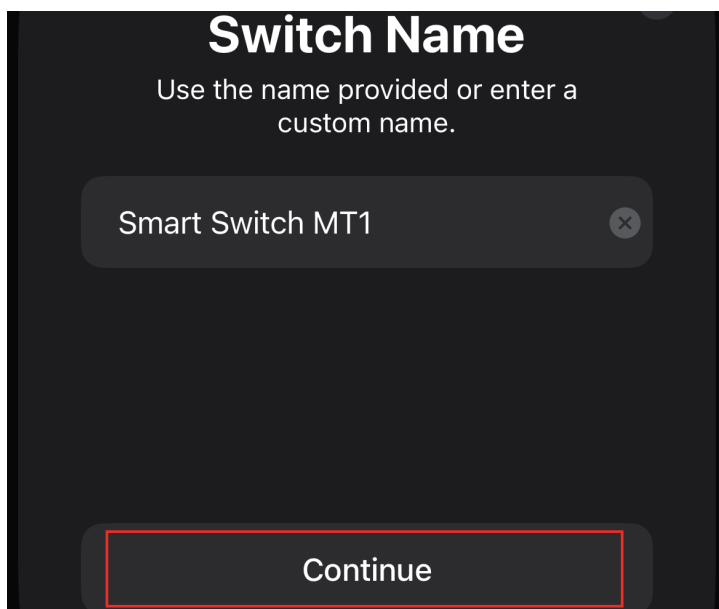 Switch Name
Use the name provided or enter a
custom name.
Smart Switch MT1
Continue